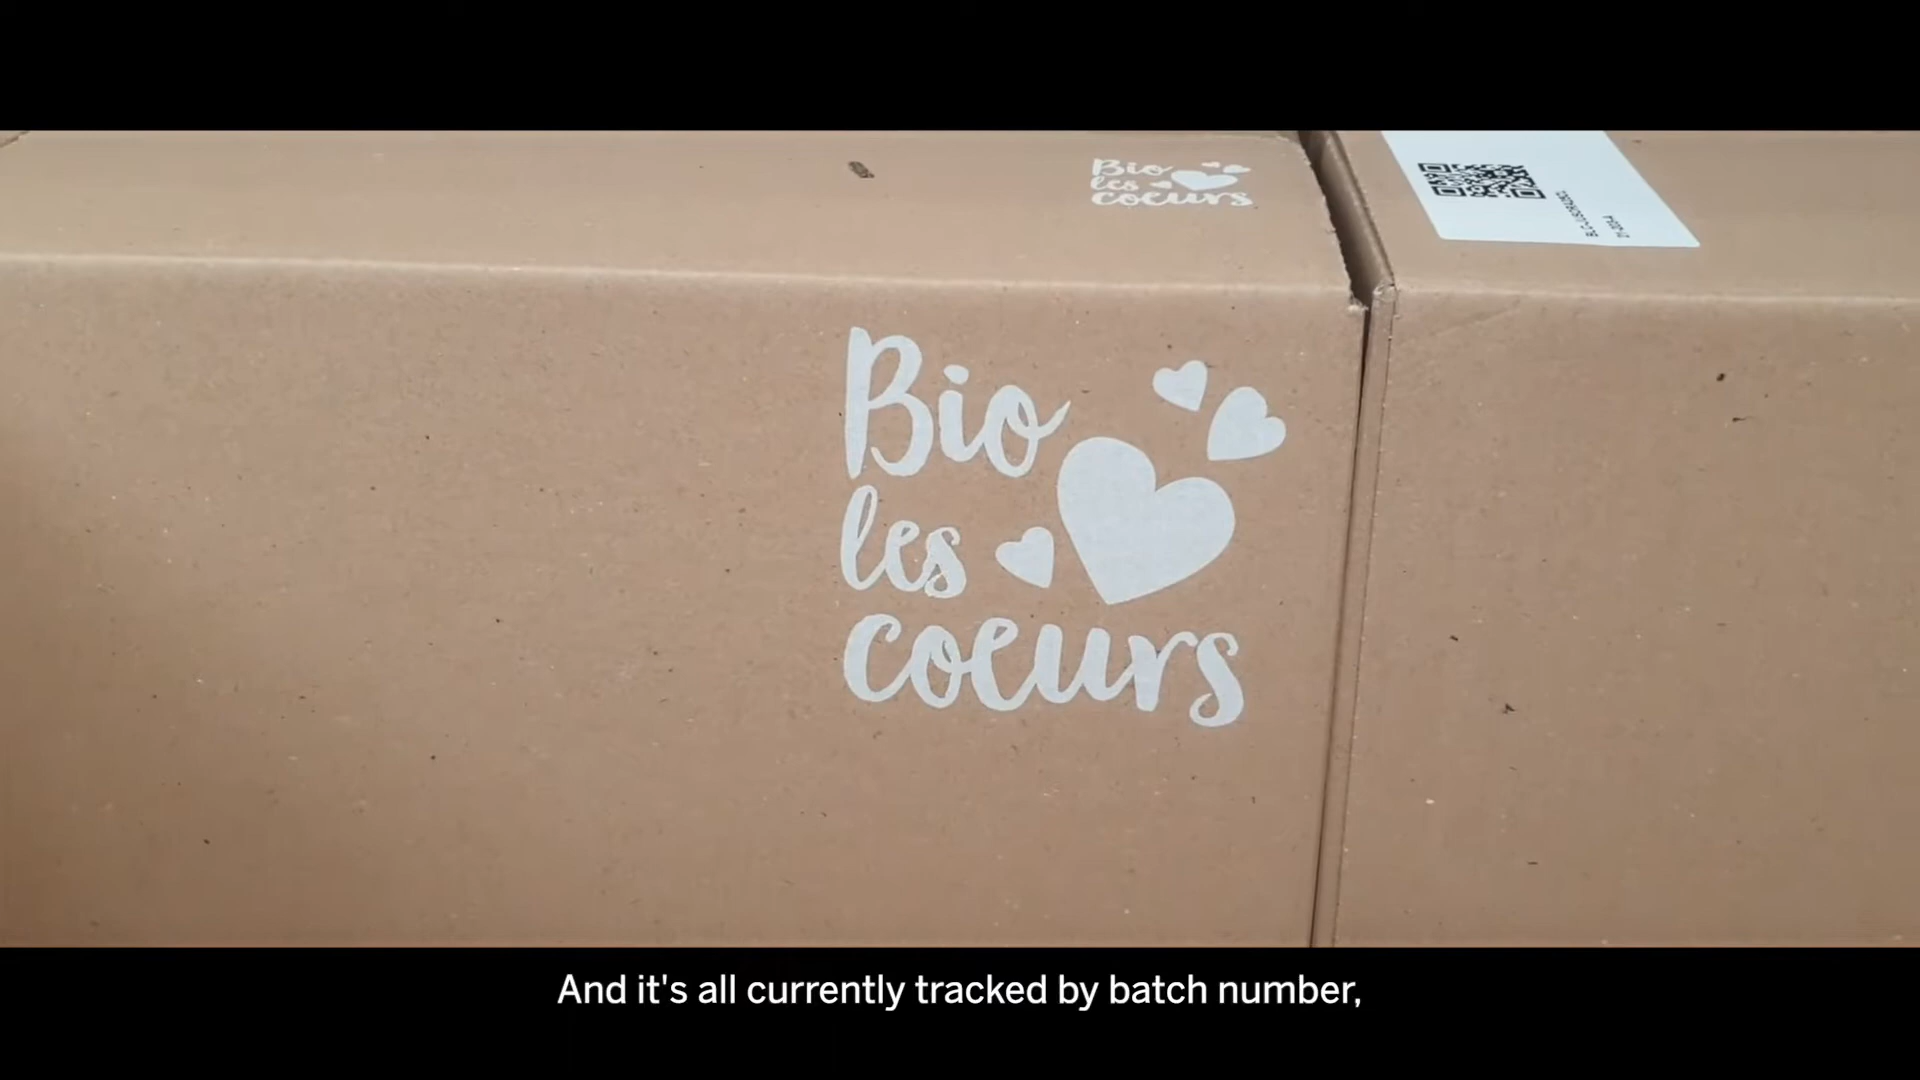 Bio
les
coeurs
Bio
les
coeurs
And it's all currently tracked by batch number,